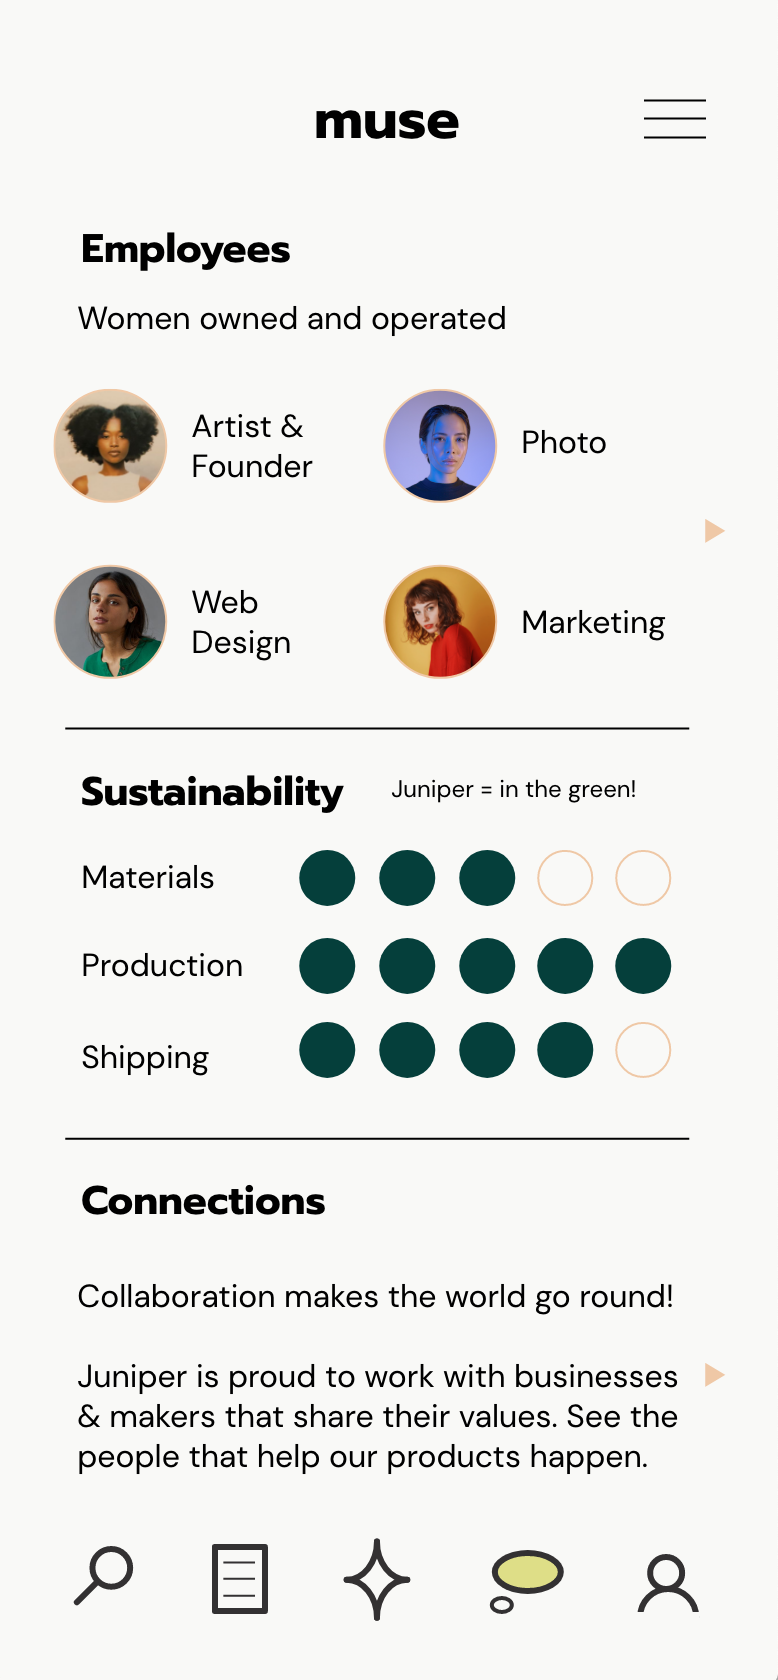 muse
Employees
Women owned and operated
Artist &
Founder
Photo
Web
Design
Marketing
Sustainability
Juniper = in the green!
Materials
Production
Shipping
Connections
Collaboration makes the world go round!
Juniper is proud to work with businesses
& makers that share their values. See the
people that help our products happen.